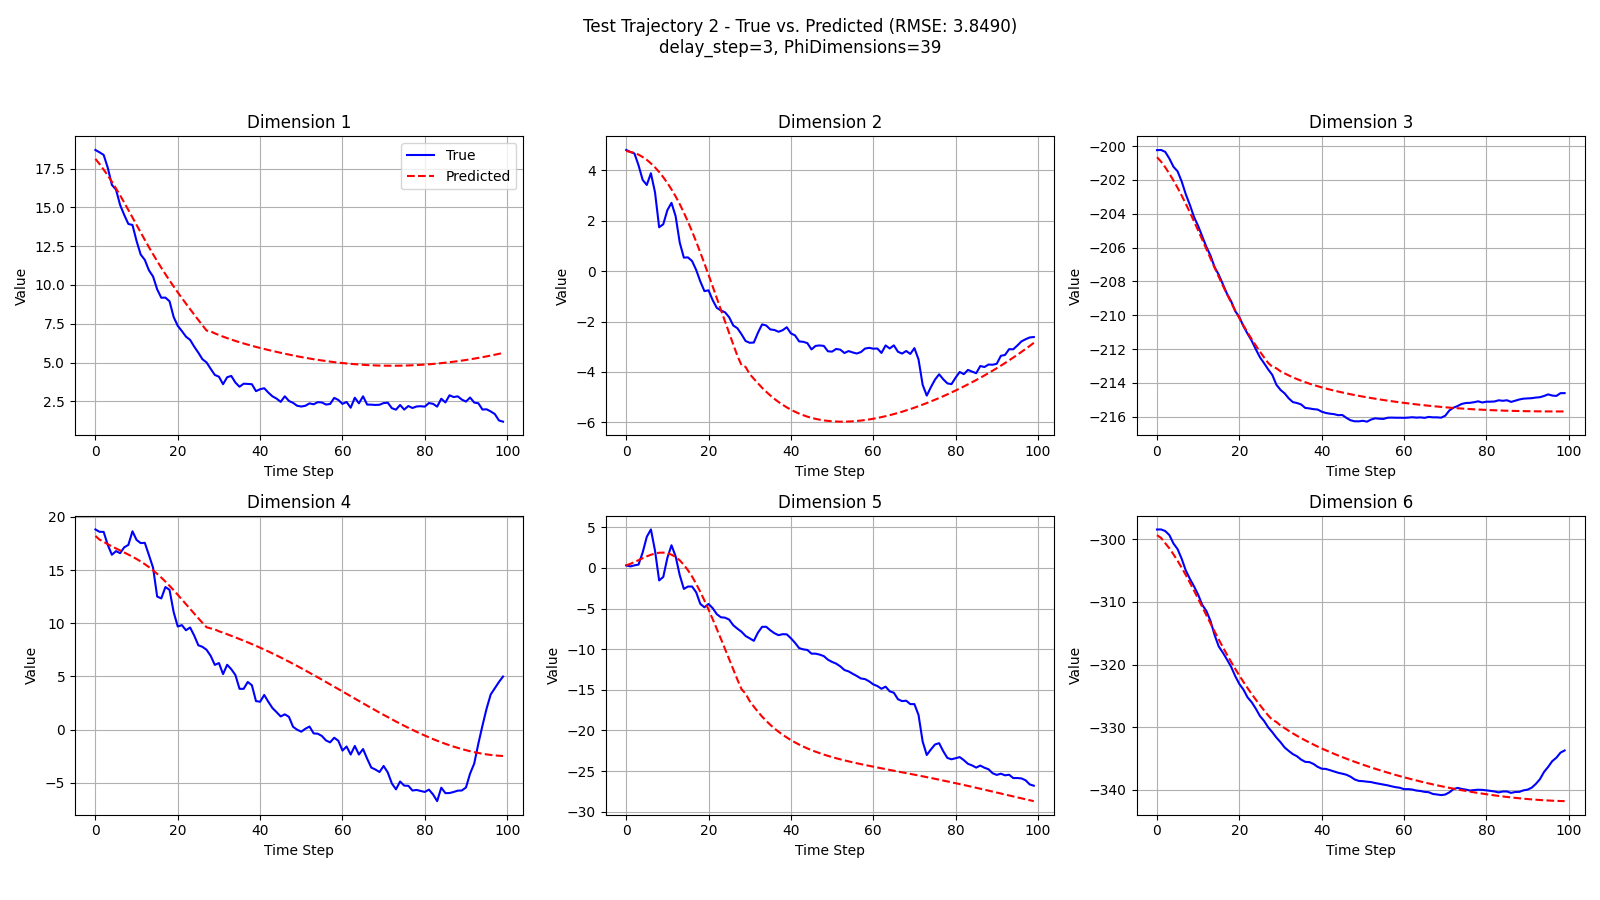 Test Trajectory 2 - True vs. Predicted (RMSE: 3.8490)
delay_step=3, PhiDimensions=39
Dimension 1
Value
17.5
15.0
12.5
10.0
7.5
5.0
2.5
0 20 40 60 80 100
Time Step
True
Predicted
Dimension 2
Value
4
2
0
−2
−4
−6
0 20 40 60 80 100
Time Step
Dimension 3
Value
−200
−202
−204
−206
−208
−210
−212
−214
−216
0 20 40 60 80 100
Time Step
Dimension 4
Value
20
15
10
5
0
−5
0 20 40 60 80 100
Time Step
Dimension 5
Value
5
0
−5
−10
−15
−20
−25
−30
0 20 40 60 80 100
Time Step
Dimension 6
Value
−300
−310
−320
−330
−340
0 20 40 60 80 100
Time Step